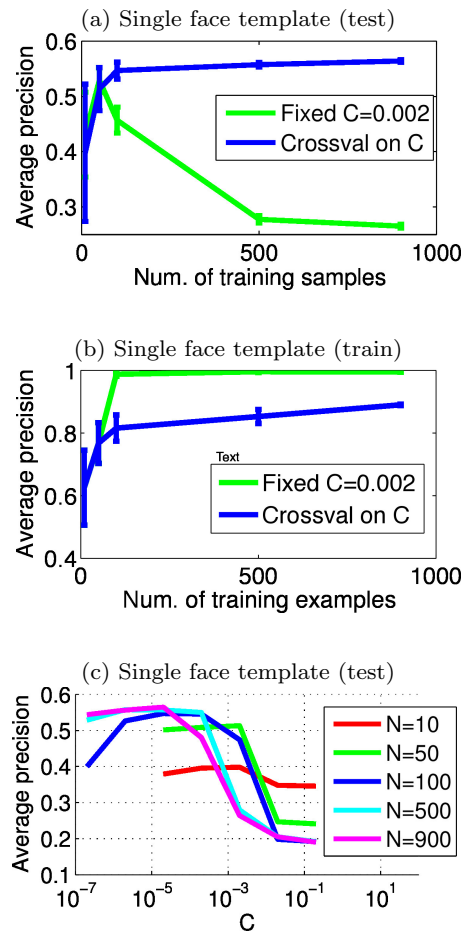 (a) Single face template (test)
0.6
0.5
0.4
0.3
Average precision
Fixed C=0.002
Crossval on C
0 500 1000
Num. of training samples
(b) Single face template (train)
1
0.8
0.6
0.4
Average precision
Text
Fixed C=0.002
Crossval on C
0 500 1000
Num. of training examples
(c) Single face template (test)
0.6
0.5
0.4
0.3
0.2
0.1
Average precision
N=10
N=50
N=100
N=500
N=900
10⁻⁷ 10⁻⁵ 10⁻³ 10⁻¹ 10¹
C